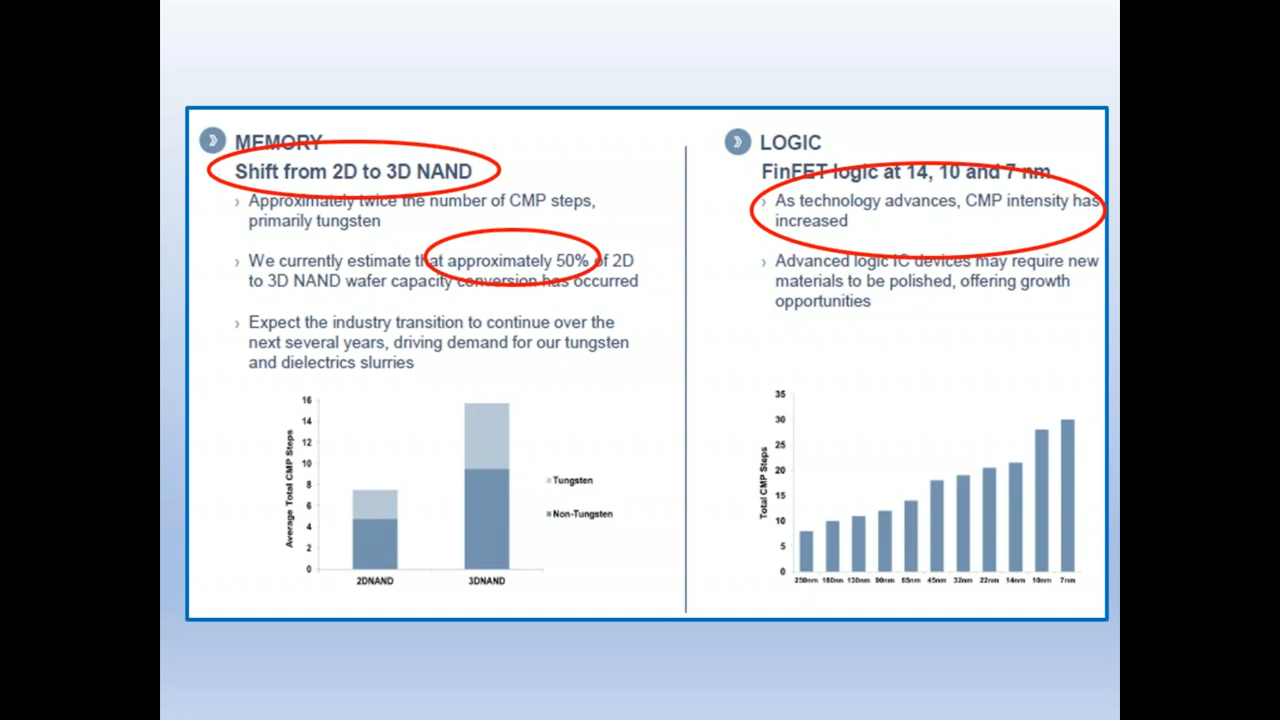 MEMORY
Shift from 2D to 3D NAND
› Approximately twice the number of CMP steps,
primarily tungsten
› We currently estimate that approximately 50% of 2D
to 3D NAND wafer capacity conversion has occurred
› Expect the industry transition to continue over the
next several years, driving demand for our tungsten
and dielectrics slurries
Average Total CMP Steps
16
14
12
10
8
6
4
2
0
2DNAND 3DNAND
Tungsten
Non-Tungsten
LOGIC
FinFET logic at 14, 10 and 7 nm
› As technology advances, CMP intensity has
increased
› Advanced logic IC devices may require new
materials to be polished, offering growth
opportunities
Total CMP Steps
35
30
25
20
15
10
5
0
250nm 180nm 130nm 90nm 65nm 45nm 32nm 22nm 14nm 10nm 7nm